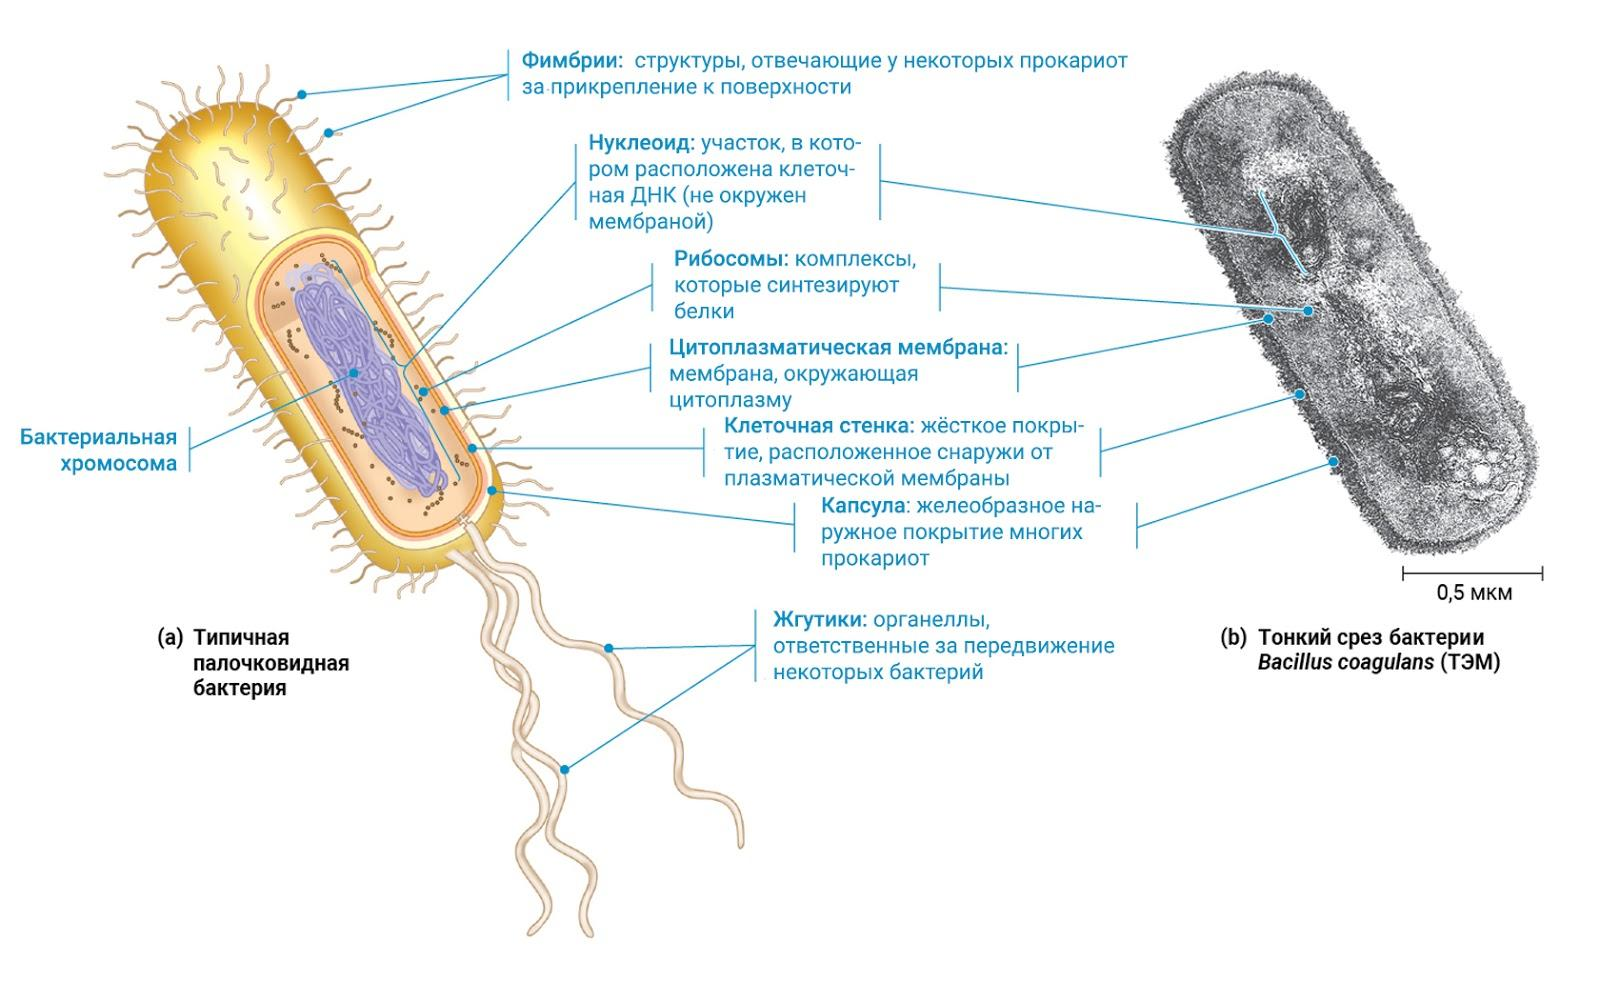 Фимбрии: структуры, отвечающие у некоторых прокариот
за прикрепление к поверхности
Нуклеоид: участок, в кото-
ром расположена клеточ-
ная ДНК (не окружен
мембраной)
Рибосомы: комплексы,
которые синтезируют
белки
Цитоплазматическая мембрана:
мембрана, окружающая
цитоплазму
Бактериальная
хромосома
Клеточная стенка: жёсткое покры-
тие, расположенное снаружи от
плазматической мембраны
Капсула: желеобразное на-
ружное покрытие многих
прокариот
0,5 мкм
Жгутики: органеллы,
ответственные за передвижение
некоторых бактерий
(a) Типичная
палочковидная
бактерия
(b) Тонкий срез бактерии
Bacillus coagulans (ТЭМ)